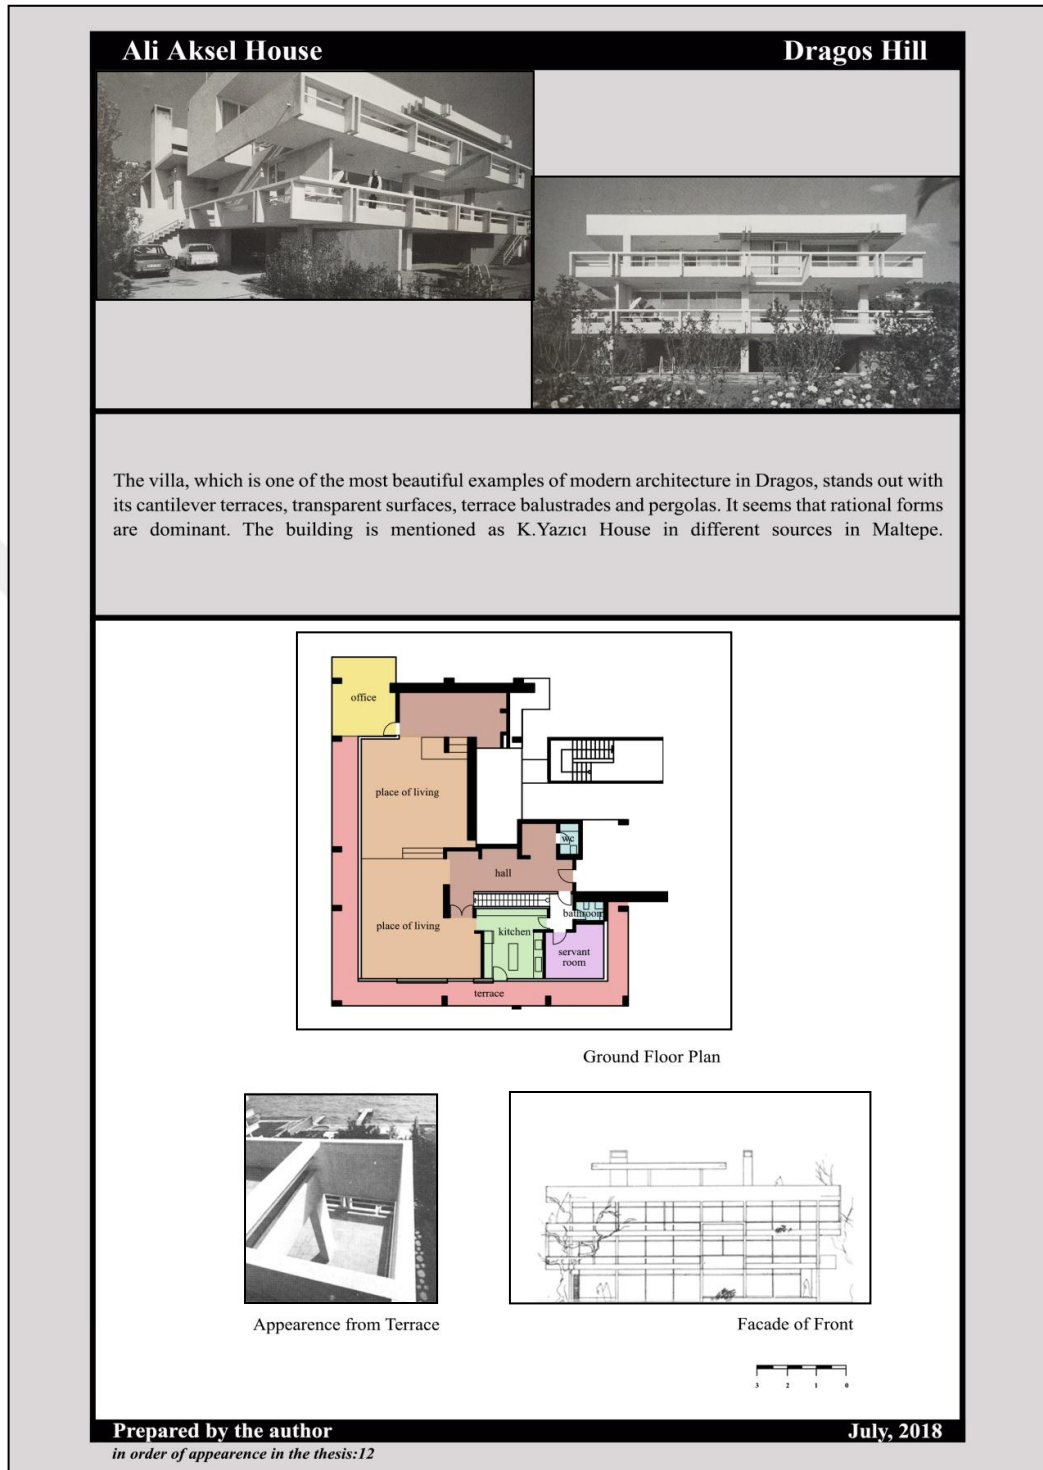 Ali Aksel House
Dragos Hill
The villa, which is one of the most beautiful examples of modern architecture in Dragos, stands out with
its cantilever terraces, transparent surfaces, terrace balustrades and pergolas. It seems that rational forms
are dominant. The building is mentioned as K.Yazıcı House in different sources in Maltepe.
office
place of living
wc
hall
bathroom
place of living
kitchen
servant
room
terrace
Ground Floor Plan
Appearence from Terrace
Facade of Front
3 2 1 0
Prepared by the author
July, 2018
in order of appearence in the thesis:12